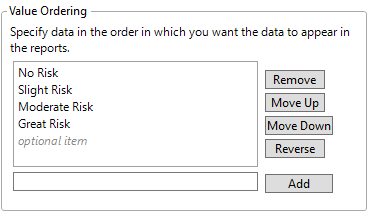 Value Ordering
Specify data in the order in which you want the data to appear in
the reports.
No Risk
Slight Risk
Moderate Risk
Great Risk
optional item
Remove
Move Up
Move Down
Reverse
Add